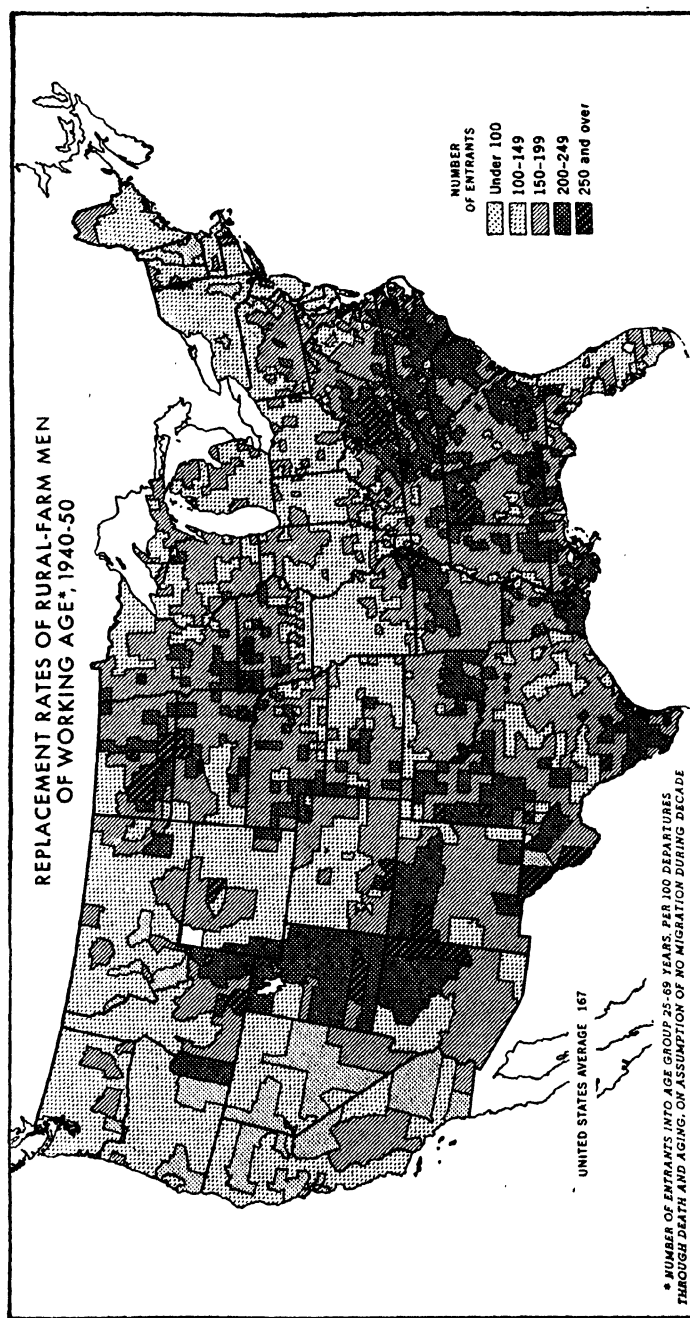 REPLACEMENT RATES OF RURAL-FARM MEN
OF WORKING AGE*, 1940-50
NUMBER
OF ENTRANTS
Under 100
100-149
150-199
200-249
250 and over
UNITED STATES AVERAGE 167
* NUMBER OF ENTRANTS INTO AGE GROUP 25-69 YEARS, PER 100 DEPARTURES
THROUGH DEATH AND AGING, ON ASSUMPTION OF NO MIGRATION DURING DECADE